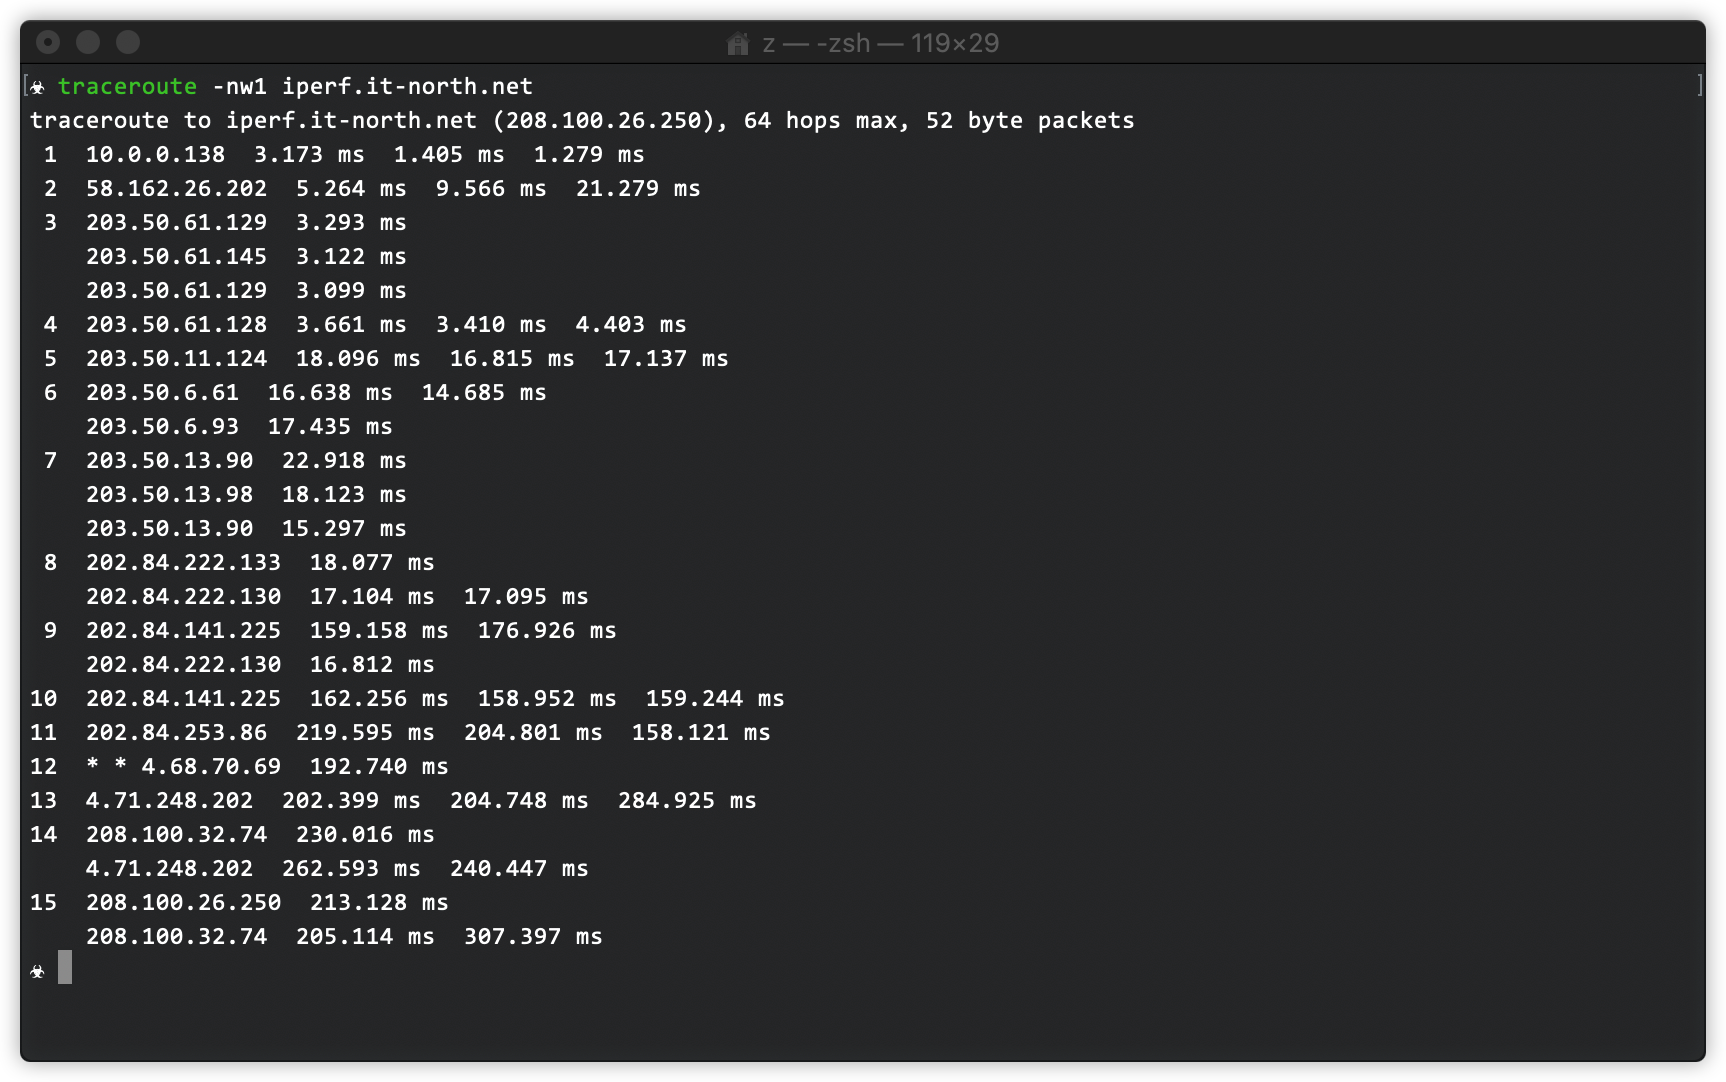 z — -zsh — 119×29
[☣ traceroute -nw1 iperf.it-north.net ]
traceroute to iperf.it-north.net (208.100.26.250), 64 hops max, 52 byte packets
 1  10.0.0.138  3.173 ms  1.405 ms  1.279 ms
 2  58.162.26.202  5.264 ms  9.566 ms  21.279 ms
 3  203.50.61.129  3.293 ms
    203.50.61.145  3.122 ms
    203.50.61.129  3.099 ms
 4  203.50.61.128  3.661 ms  3.410 ms  4.403 ms
 5  203.50.11.124  18.096 ms  16.815 ms  17.137 ms
 6  203.50.6.61  16.638 ms  14.685 ms
    203.50.6.93  17.435 ms
 7  203.50.13.90  22.918 ms
    203.50.13.98  18.123 ms
    203.50.13.90  15.297 ms
 8  202.84.222.133  18.077 ms
    202.84.222.130  17.104 ms  17.095 ms
 9  202.84.141.225  159.158 ms  176.926 ms
    202.84.222.130  16.812 ms
10  202.84.141.225  162.256 ms  158.952 ms  159.244 ms
11  202.84.253.86  219.595 ms  204.801 ms  158.121 ms
12  * * 4.68.70.69  192.740 ms
13  4.71.248.202  202.399 ms  204.748 ms  284.925 ms
14  208.100.32.74  230.016 ms
    4.71.248.202  262.593 ms  240.447 ms
15  208.100.26.250  213.128 ms
    208.100.32.74  205.114 ms  307.397 ms
☣